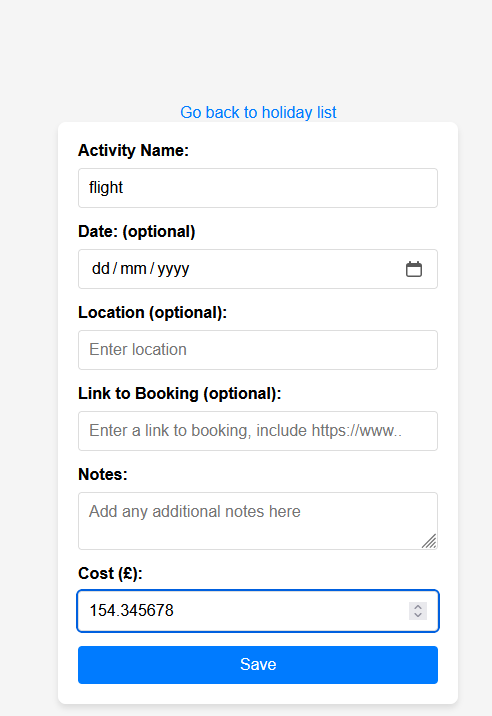 Go back to holiday list
Activity Name:
flight
Date: (optional)
dd/mm/yyyy
Location (optional):
Enter location
Link to Booking (optional):
Enter a link to booking, include https://www..
Notes:
Add any additional notes here
Cost (£):
154.345678
Save